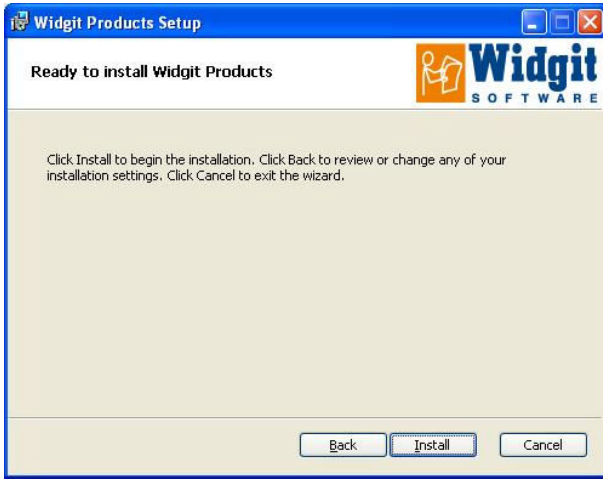 Widgit Products Setup
Ready to install Widgit Products
Widgit
SOFTWARE
Click Install to begin the installation. Click Back to review or change any of your
installation settings. Click Cancel to exit the wizard.
Back Install Cancel